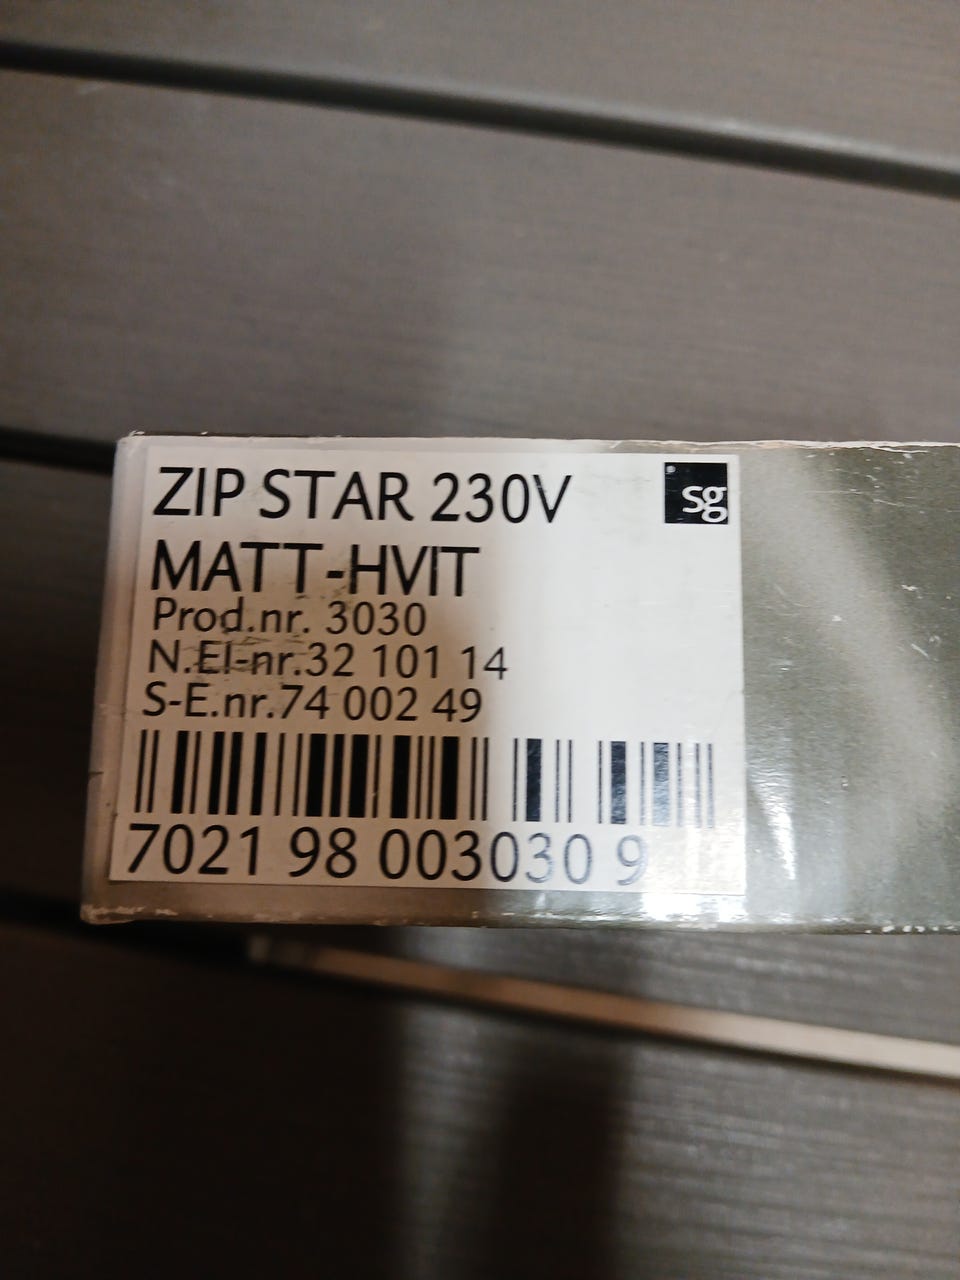 ZIP STAR 230V
sg
MATT-HVIT
Prod.nr. 3030
N.El-nr.32 101 14
S-E.nr.74 002 49
7021 98 003030 9